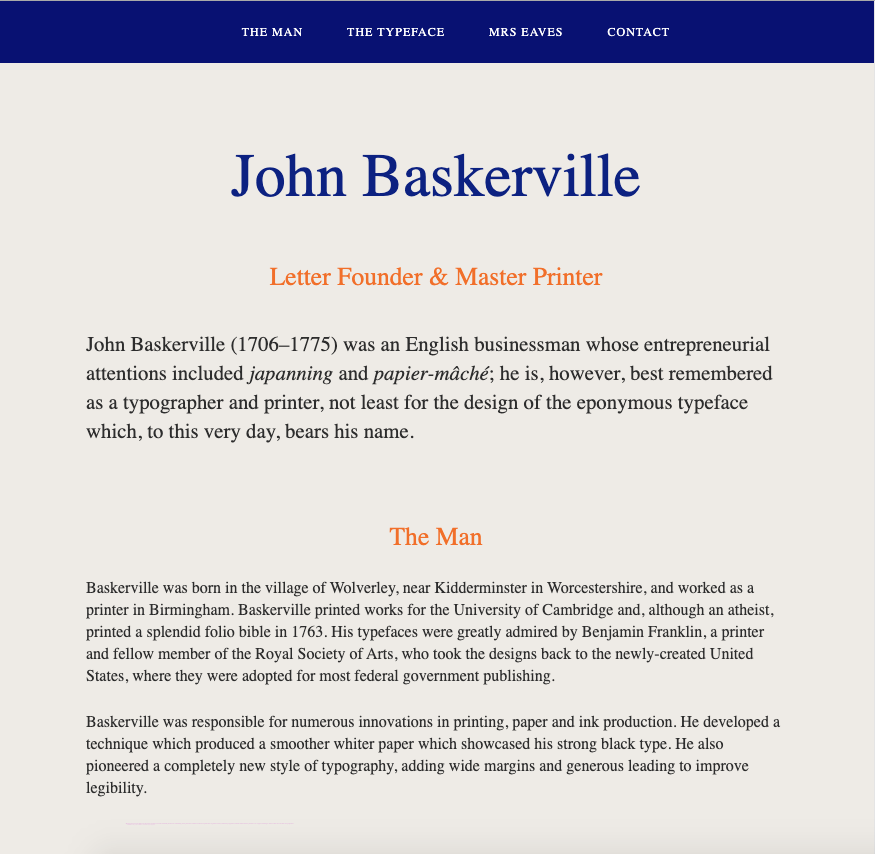 THE MAN THE TYPEFACE MRS EAVES CONTACT
John Baskerville
Letter Founder & Master Printer
John Baskerville (1706–1775) was an English businessman whose entrepreneurial
attentions included japanning and papier-mâché; he is, however, best remembered
as a typographer and printer, not least for the design of the eponymous typeface
which, to this very day, bears his name.
The Man
Baskerville was born in the village of Wolverley, near Kidderminster in Worcestershire, and worked as a
printer in Birmingham. Baskerville printed works for the University of Cambridge and, although an atheist,
printed a splendid folio bible in 1763. His typefaces were greatly admired by Benjamin Franklin, a printer
and fellow member of the Royal Society of Arts, who took the designs back to the newly-created United
States, where they were adopted for most federal government publishing.
Baskerville was responsible for numerous innovations in printing, paper and ink production. He developed a
technique which produced a smoother whiter paper which showcased his strong black type. He also
pioneered a completely new style of typography, adding wide margins and generous leading to improve
legibility.